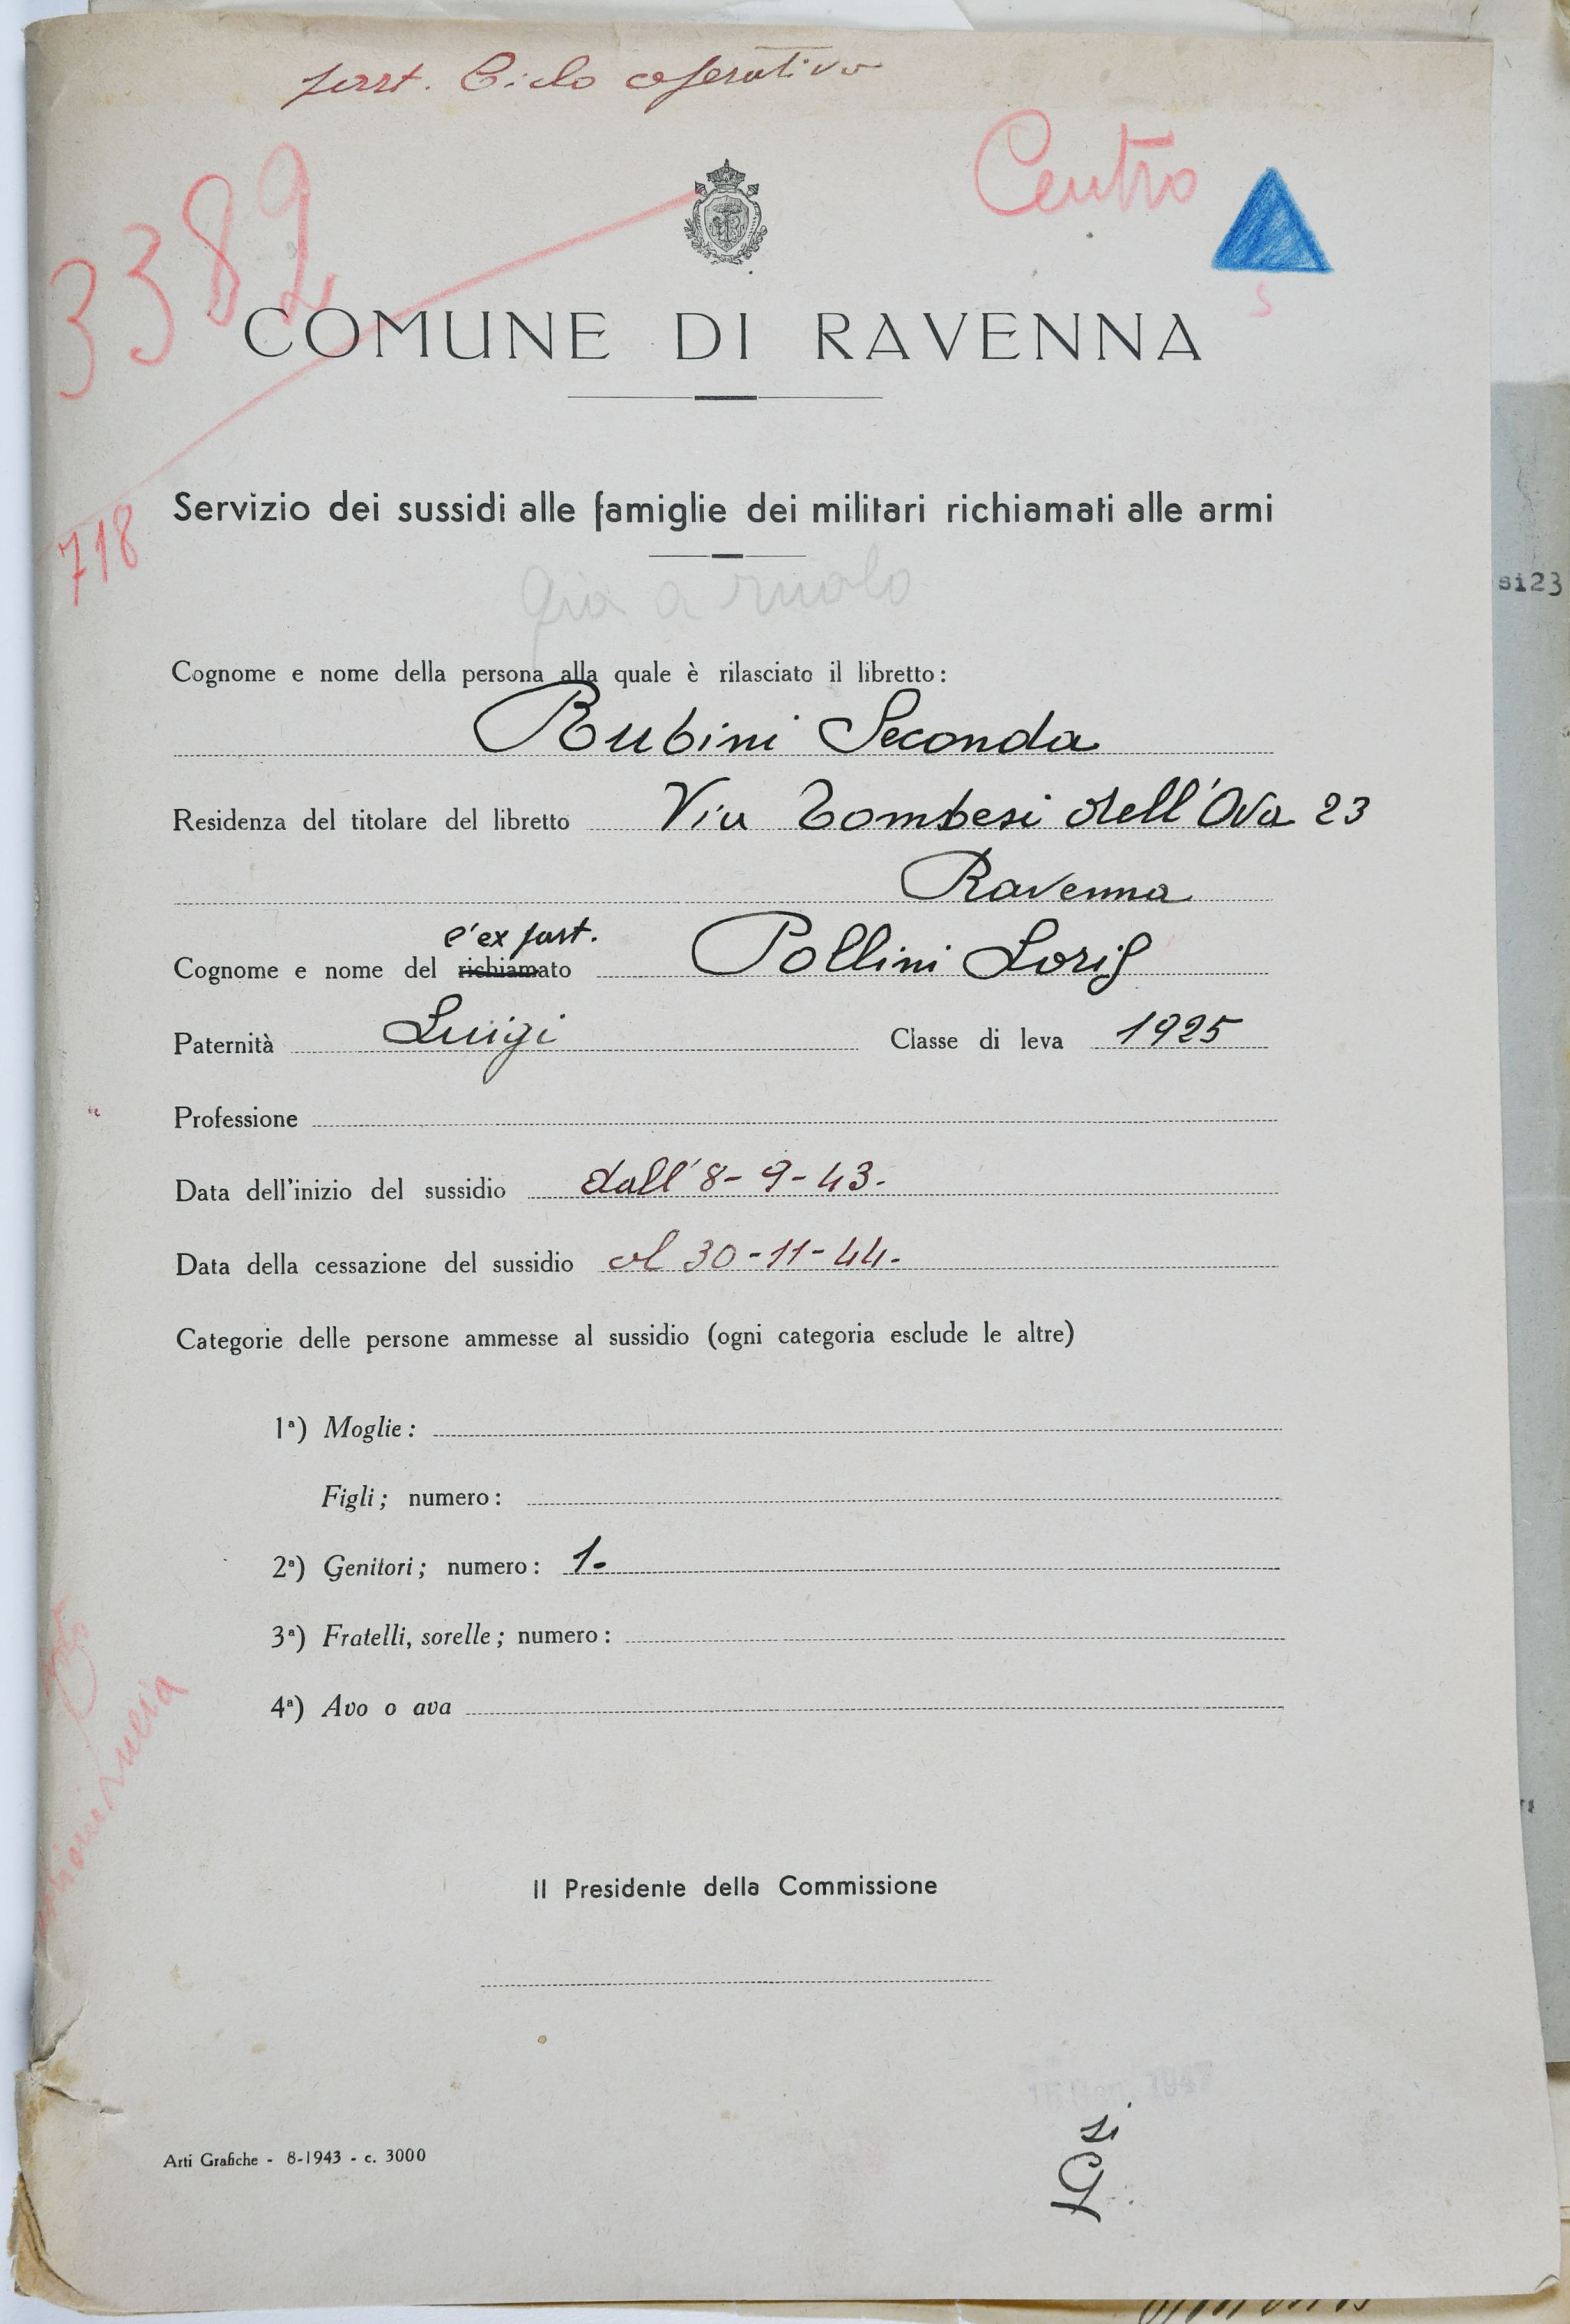 part. Ciclo operativo
Centro
3382
S
COMUNE DI RAVENNA
718
Servizio dei sussidi alle famiglie dei militari richiamati alle armi
già a ruolo
si23
Cognome e nome della persona alla quale è rilasciato il libretto:
Rubini Seconda
Residenza del titolare del libretto Via Tombesi dell'Ova 23
Ravenna
l'ex part.
Cognome e nome del richiamato Pollini Loris
Paternità Luigi Classe di leva 1925
Professione
Data dell'inizio del sussidio dall' 8-9-43.
Data della cessazione del sussidio al 30-11-44.
Categorie delle persone ammesse al sussidio (ogni categoria esclude le altre)
1ª) Moglie:
Figli; numero:
2ª) Genitori; numero: 1.
3ª) Fratelli, sorelle; numero:
4ª) Avo o ava
Il Presidente della Commissione
1947
si
Arti Grafiche - 8-1943 - c. 3000